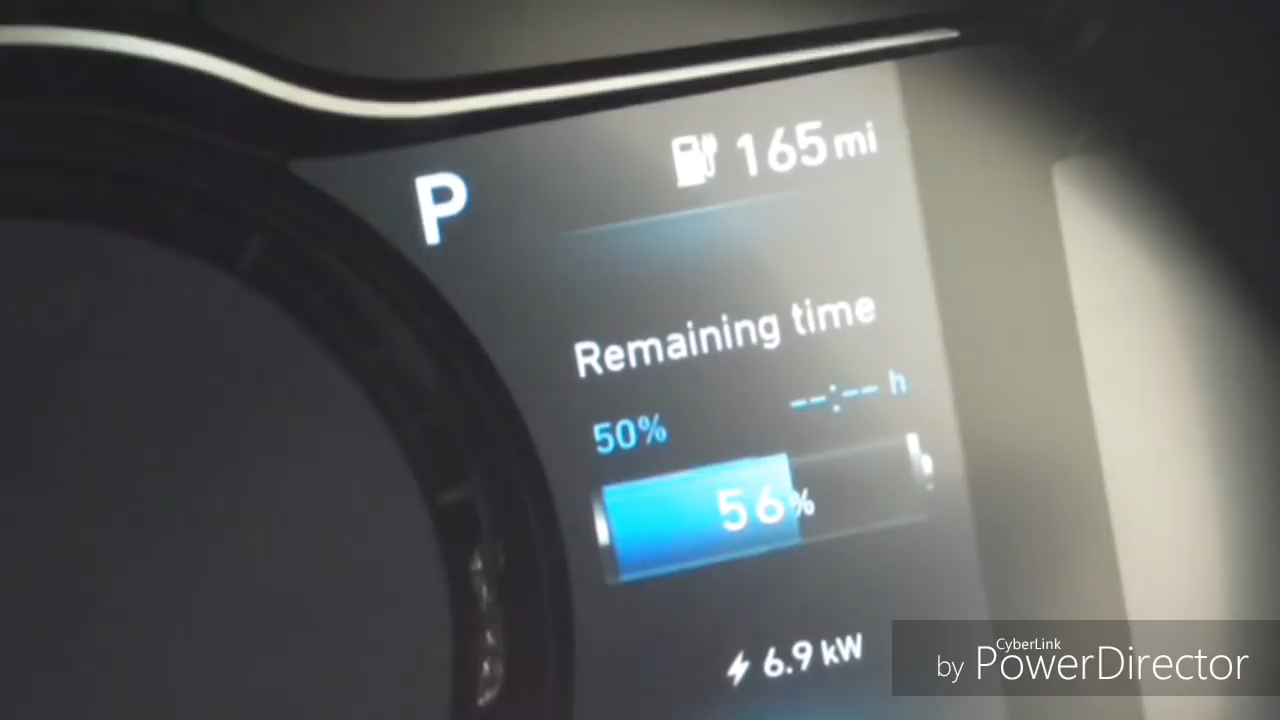 P
165 mi
Remaining time
50%
--:-- h
56%
6.9 kW
CyberLink
by PowerDirector